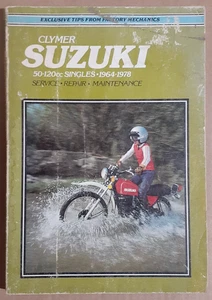 EXCLUSIVE TIPS FROM FACTORY MECHANICS
CLYMER
SUZUKI
50-120cc SINGLES • 1964-1978
SERVICE • REPAIR • MAINTENANCE